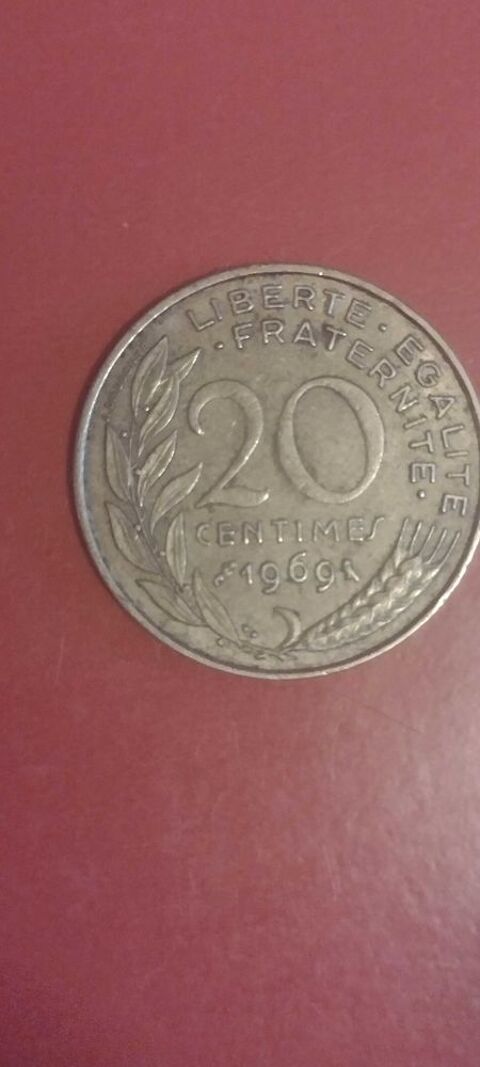 LIBERTE · EGALITE
· FRATERNITE ·
20
CENTIMES
1969